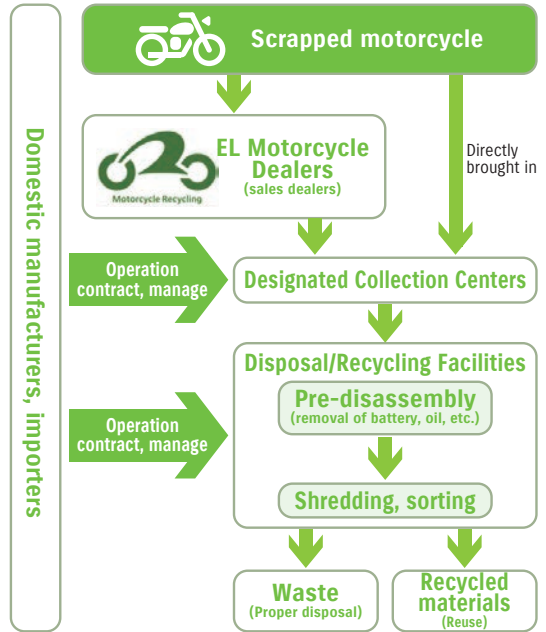 Scrapped motorcycle
Domestic manufacturers, importers
EL Motorcycle
Dealers
(sales dealers)
Motorcycle Recycling
Directly
brought in
Operation
contract, manage
Designated Collection Centers
Disposal/Recycling Facilities
Pre-disassembly
(removal of battery, oil, etc.)
Operation
contract, manage
Shredding, sorting
Waste
(Proper disposal)
Recycled
materials
(Reuse)